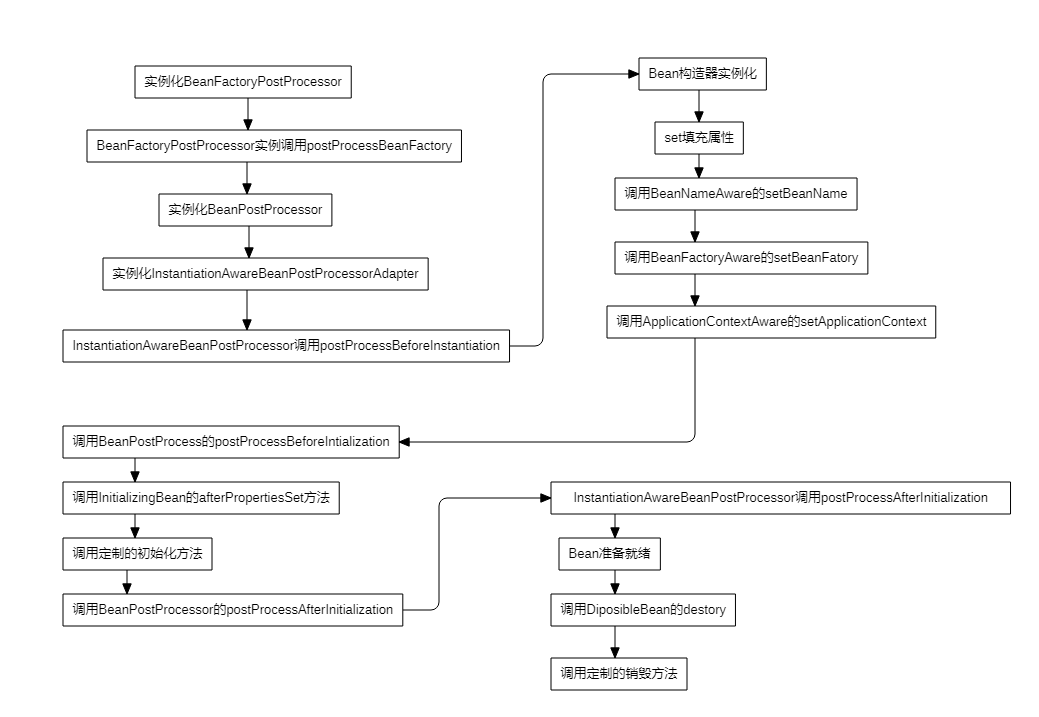 实例化BeanFactoryPostProcessor
BeanFactoryPostProcessor实例调用postProcessBeanFactory
实例化BeanPostProcessor
实例化InstantiationAwareBeanPostProcessorAdapter
InstantiationAwareBeanPostProcessor调用postProcessBeforeInstantiation
Bean构造器实例化
set填充属性
调用BeanNameAware的setBeanName
调用BeanFactoryAware的setBeanFatory
调用ApplicationContextAware的setApplicationContext
调用BeanPostProcess的postProcessBeforeIntialization
调用InitializingBean的afterPropertiesSet方法
调用定制的初始化方法
调用BeanPostProcessor的postProcessAfterInitialization
InstantiationAwareBeanPostProcessor调用postProcessAfterInitialization
Bean准备就绪
调用DiposibleBean的destory
调用定制的销毁方法